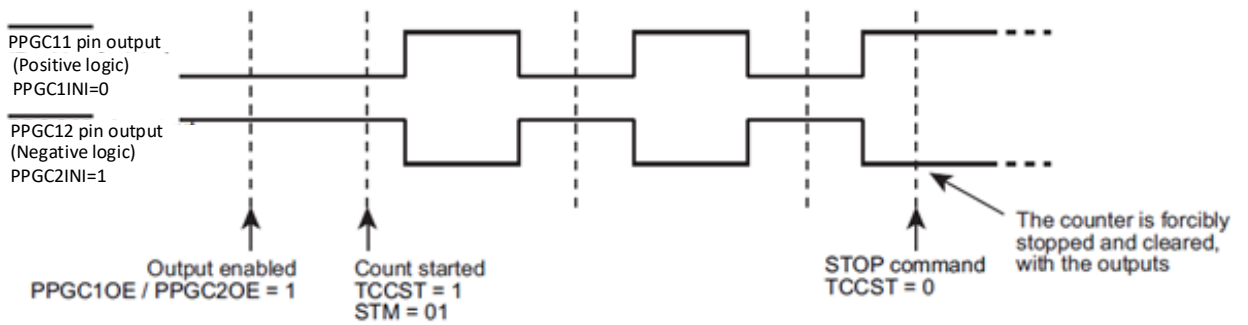 PPGC11 pin output
(Positive logic)
PPGC1INI=0
PPGC12 pin output
(Negative logic)
PPGC2INI=1
Output enabled
PPGC1OE / PPGC2OE = 1
Count started
TCCST = 1
STM = 01
STOP command
TCCST = 0
The counter is forcibly
stopped and cleared,
with the outputs